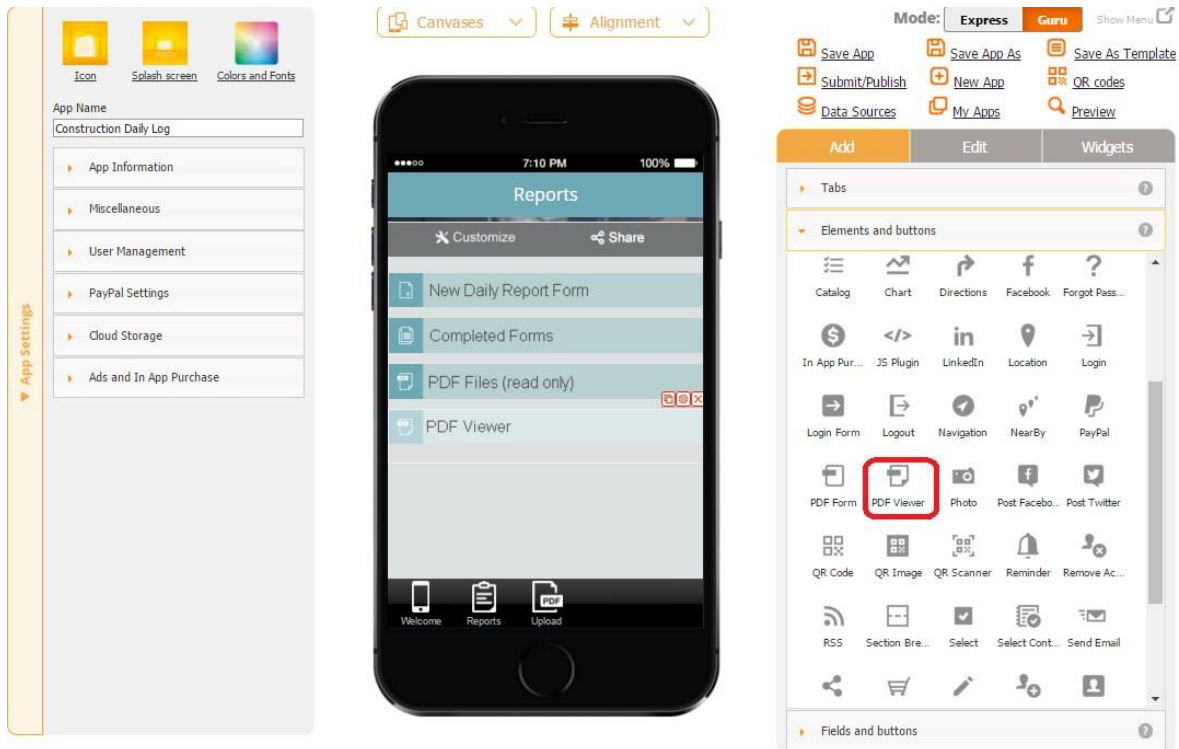 Canvases
Alignment
Mode:
Express
Guru
Show Menu
Icon
Splash screen
Colors and Fonts
App Name
Construction Daily Log
App Information
Miscellaneous
User Management
PayPal Settings
Cloud Storage
Ads and In App Purchase
App Settings
7:10 PM
100%
Reports
Customize
Share
New Daily Report Form
Completed Forms
PDF Files (read only)
PDF Viewer
Welcome
Reports
PDF
Upload
Save App
Save App As
Save As Template
Submit/Publish
New App
QR codes
Data Sources
My Apps
Preview
Add
Edit
Widgets
Tabs
Elements and buttons
Catalog
Chart
Directions
Facebook
Forgot Pass...
In App Pur...
JS Plugin
LinkedIn
Location
Login
Login Form
Logout
Navigation
NearBy
PayPal
PDF Form
PDF Viewer
Photo
Post Facebo...
Post Twitter
QR Code
QR Image
QR Scanner
Reminder
Remove Ac...
RSS
Section Bre...
Select
Select Cont...
Send Email
Fields and buttons